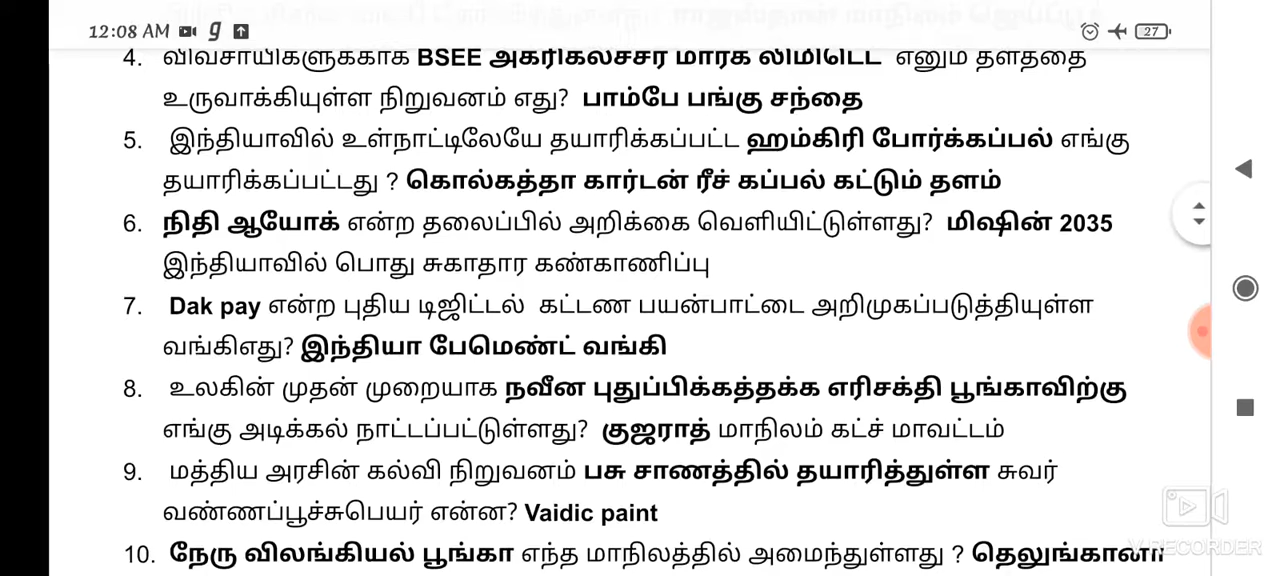 12:08 AM g 27
4. விவசாயிகளுக்காக BSEE அக்ரிகல்ச்சர் மார்க் லிமிடெட் எனும் தளத்தை
உருவாக்கியுள்ள நிறுவனம் எது? பாம்பே பங்கு சந்தை
5. இந்தியாவில் உள்நாட்டிலேயே தயாரிக்கப்பட்ட ஹம்கிரி போர்க்கப்பல் எங்கு
தயாரிக்கப்பட்டது ? கொல்கத்தா கார்டன் ரீச் கப்பல் கட்டும் தளம்
6. நிதி ஆயோக் என்ற தலைப்பில் அறிக்கை வெளியிட்டுள்ளது? மிஷின் 2035
இந்தியாவில் பொது சுகாதார கண்காணிப்பு
7. Dak pay என்ற புதிய டிஜிட்டல் கட்டண பயன்பாட்டை அறிமுகப்படுத்தியுள்ள
வங்கிஎது? இந்தியா பேமெண்ட் வங்கி
8. உலகின் முதன் முறையாக நவீன புதுப்பிக்கத்தக்க எரிசக்தி பூங்காவிற்கு
எங்கு அடிக்கல் நாட்டப்பட்டுள்ளது? குஜராத் மாநிலம் கட்ச் மாவட்டம்
9. மத்திய அரசின் கல்வி நிறுவனம் பசு சாணத்தில் தயாரித்துள்ள சுவர்
வண்ணப்பூச்சுபெயர் என்ன? Vaidic paint
10. நேரு விலங்கியல் பூங்கா எந்த மாநிலத்தில் அமைந்துள்ளது ? தெலுங்கானா
V RECORDER